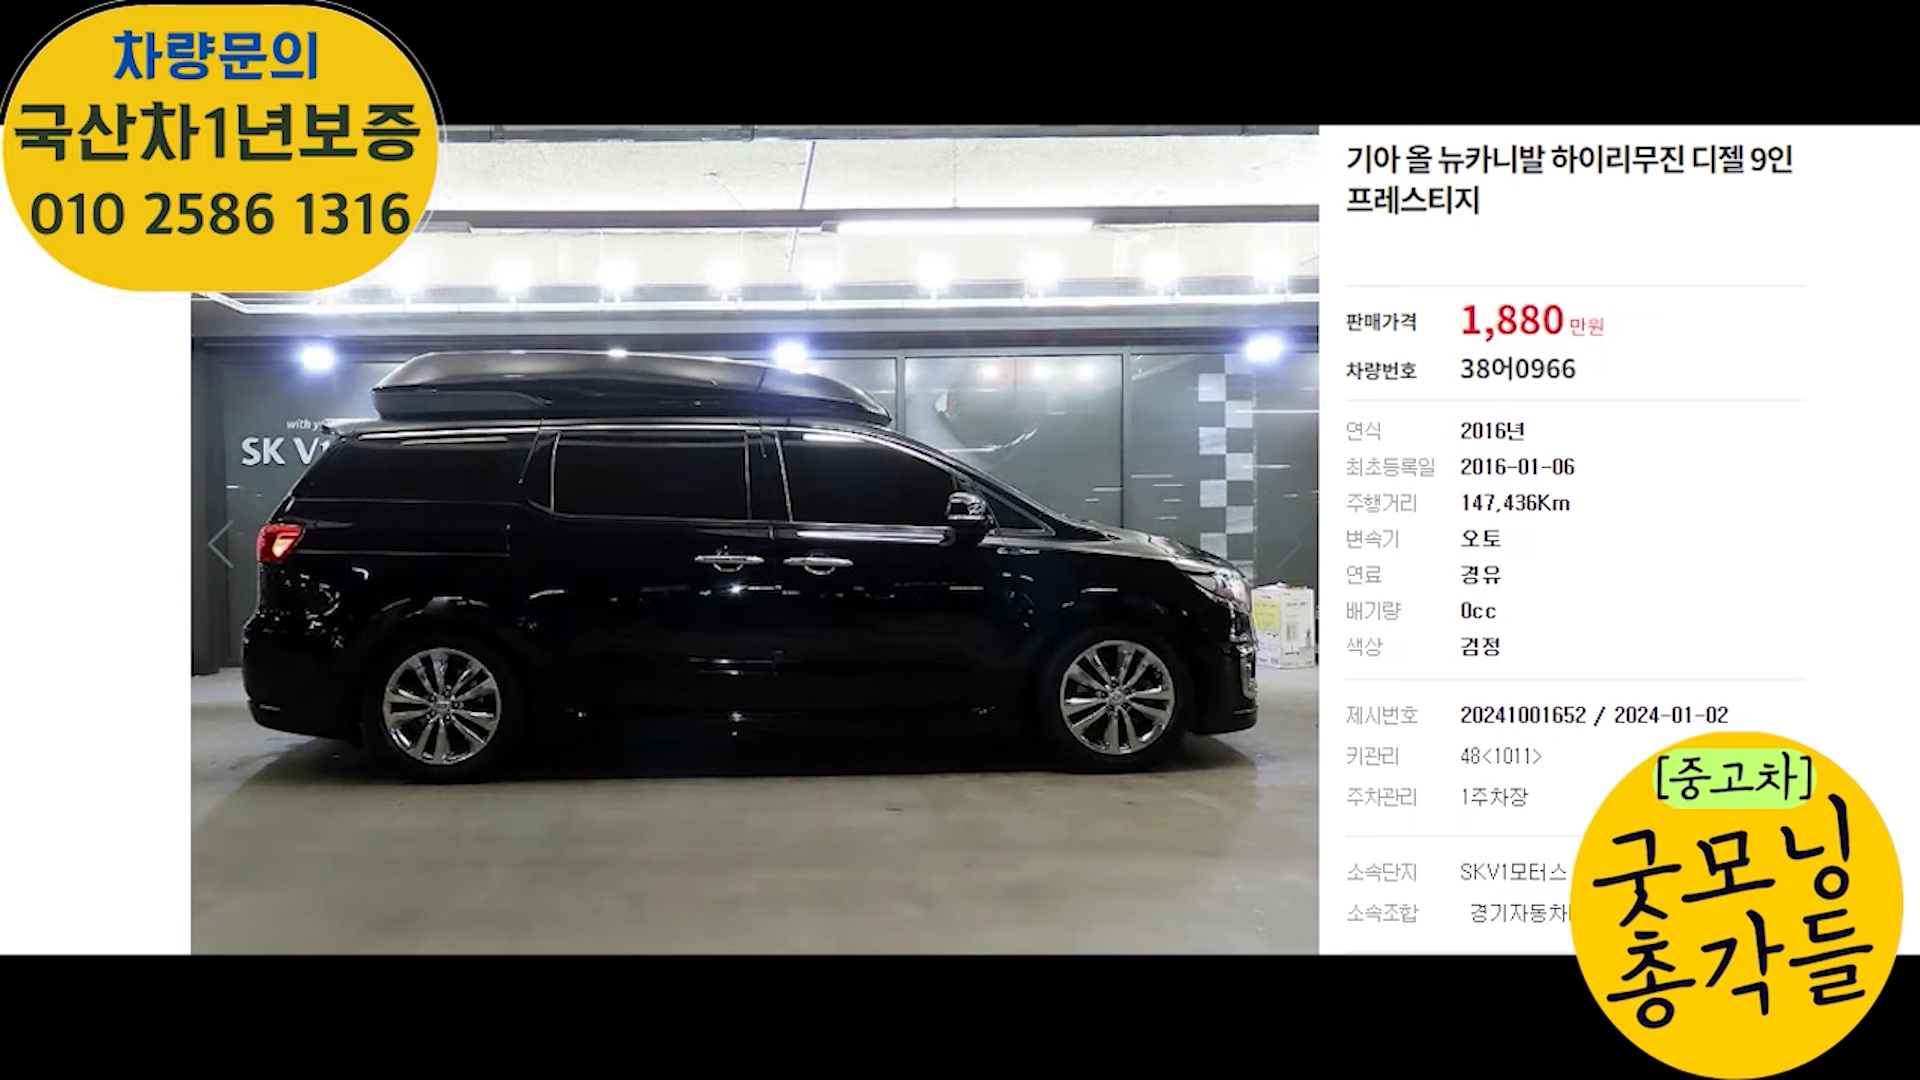 차량문의
국산차1년보증
010 2586 1316
with y
SK V1
기아 올 뉴카니발 하이리무진 디젤 9인
프레스티지
판매가격 1,880 만원
차량번호 38어0966
연식 2016년
최초등록일 2016-01-06
주행거리 147,436Km
변속기 오토
연료 경유
배기량 0cc
색상 검정
제시번호 20241001652 / 2024-01-02
키관리 48<1011>
주차관리 1주차장
소속단지 SKV1모터스
소속조합 경기자동차
[중고차]
굿모닝
총각들